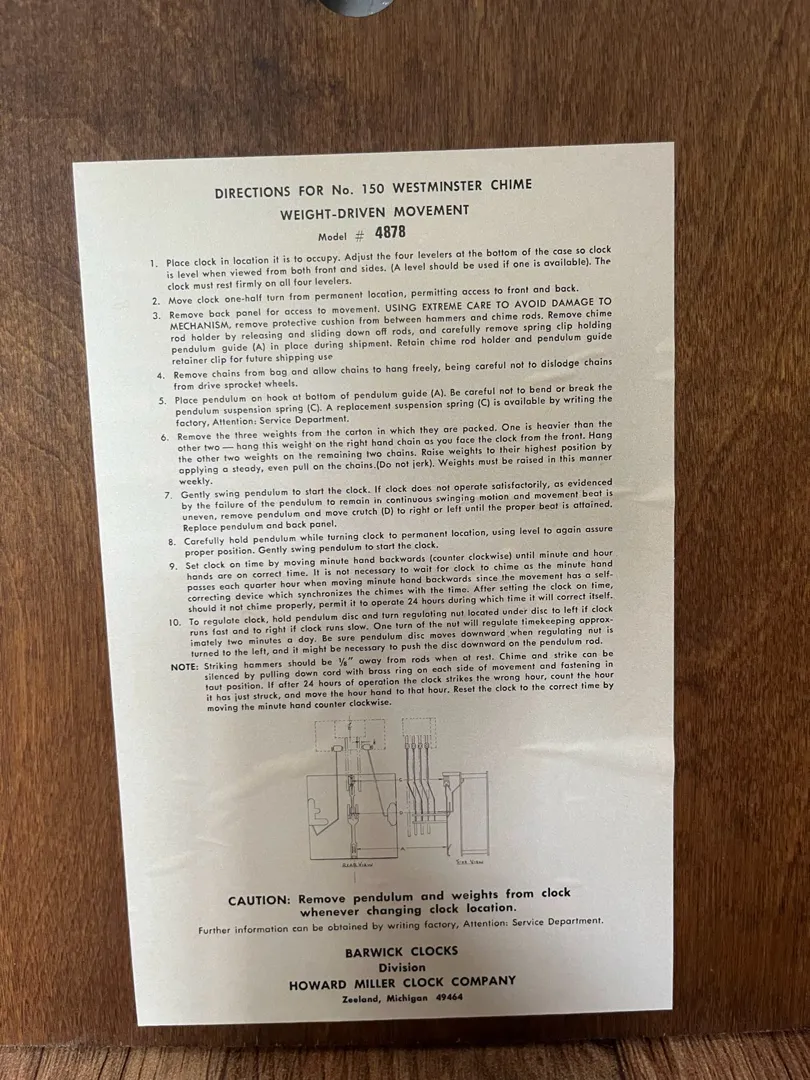 DIRECTIONS FOR No. 150 WESTMINSTER CHIME
WEIGHT-DRIVEN MOVEMENT
Model # 4878
1. Place clock in location it is to occupy. Adjust the four levelers at the bottom of the case so clock
is level when viewed from both front and sides. (A level should be used if one is available). The
clock must rest firmly on all four levelers.
2. Move clock one-half turn from permanent location, permitting access to front and back.
3. Remove back panel for access to movement. USING EXTREME CARE TO AVOID DAMAGE TO
MECHANISM, remove protective cushion from between hammers and chime rods. Remove chime
rod holder by releasing and sliding down off rods, and carefully remove spring clip holding
pendulum guide (A) in place during shipment. Retain chime rod holder and pendulum guide
retainer clip for future shipping use
4. Remove chains from bag and allow chains to hang freely, being careful not to dislodge chains
from drive sprocket wheels.
5. Place pendulum on hook at bottom of pendulum guide (A). Be careful not to bend or break the
pendulum suspension spring (C). A replacement suspension spring (C) is available by writing the
factory, Attention: Service Department.
6. Remove the three weights from the carton in which they are packed. One is heavier than the
other two — hang this weight on the right hand chain as you face the clock from the front. Hang
the other two weights on the remaining two chains. Raise weights to their highest position by
applying a steady, even pull on the chains.(Do not jerk). Weights must be raised in this manner
weekly.
7. Gently swing pendulum to start the clock. If clock does not operate satisfactorily, as evidenced
by the failure of the pendulum to remain in continuous swinging motion and movement beat is
uneven, remove pendulum and move crutch (D) to right or left until the proper beat is attained.
Replace pendulum and back panel.
8. Carefully hold pendulum while turning clock to permanent location, using level to again assure
proper position. Gently swing pendulum to start the clock.
9. Set clock on time by moving minute hand backwards (counter clockwise) until minute and hour
hands are on correct time. It is not necessary to wait for clock to chime as the minute hand
passes each quarter hour when moving minute hand backwards since the movement has a self-
correcting device which synchronizes the chimes with the time. After setting the clock on time,
should it not chime properly, permit it to operate 24 hours during which time it will correct itself.
10. To regulate clock, hold pendulum disc and turn regulating nut located under disc to left if clock
runs fast and to right if clock runs slow. One turn of the nut will regulate timekeeping approx-
imately two minutes a day. Be sure pendulum disc moves downward when regulating nut is
turned to the left, and it might be necessary to push the disc downward on the pendulum rod.
NOTE: Striking hammers should be ⅛" away from rods when at rest. Chime and strike can be
silenced by pulling down cord with brass ring on each side of movement and fastening in
taut position. If after 24 hours of operation the clock strikes the wrong hour, count the hour
it has just struck, and move the hour hand to that hour. Reset the clock to the correct time by
moving the minute hand counter clockwise.
C
D
A
REAR VIEW
SIDE VIEW
CAUTION: Remove pendulum and weights from clock
whenever changing clock location.
Further information can be obtained by writing factory, Attention: Service Department.
BARWICK CLOCKS
Division
HOWARD MILLER CLOCK COMPANY
Zeeland, Michigan 49464